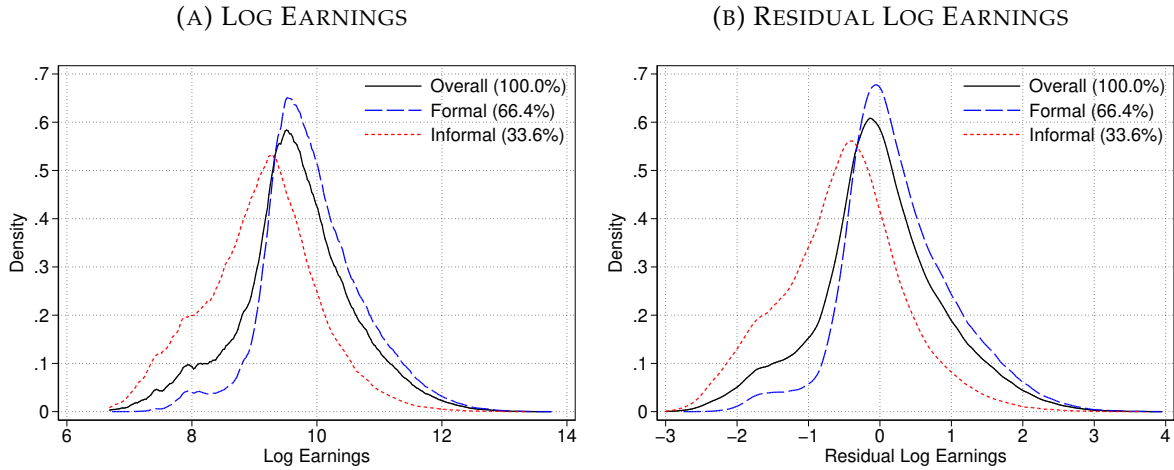 (A) LOG EARNINGS
.7
.6
.5
.4
.3
.2
.1
0
Density
6 8 10 12 14
Log Earnings
Overall (100.0%)
Formal (66.4%)
Informal (33.6%)
(B) RESIDUAL LOG EARNINGS
.7
.6
.5
.4
.3
.2
.1
0
Density
−3 −2 −1 0 1 2 3 4
Residual Log Earnings
Overall (100.0%)
Formal (66.4%)
Informal (33.6%)